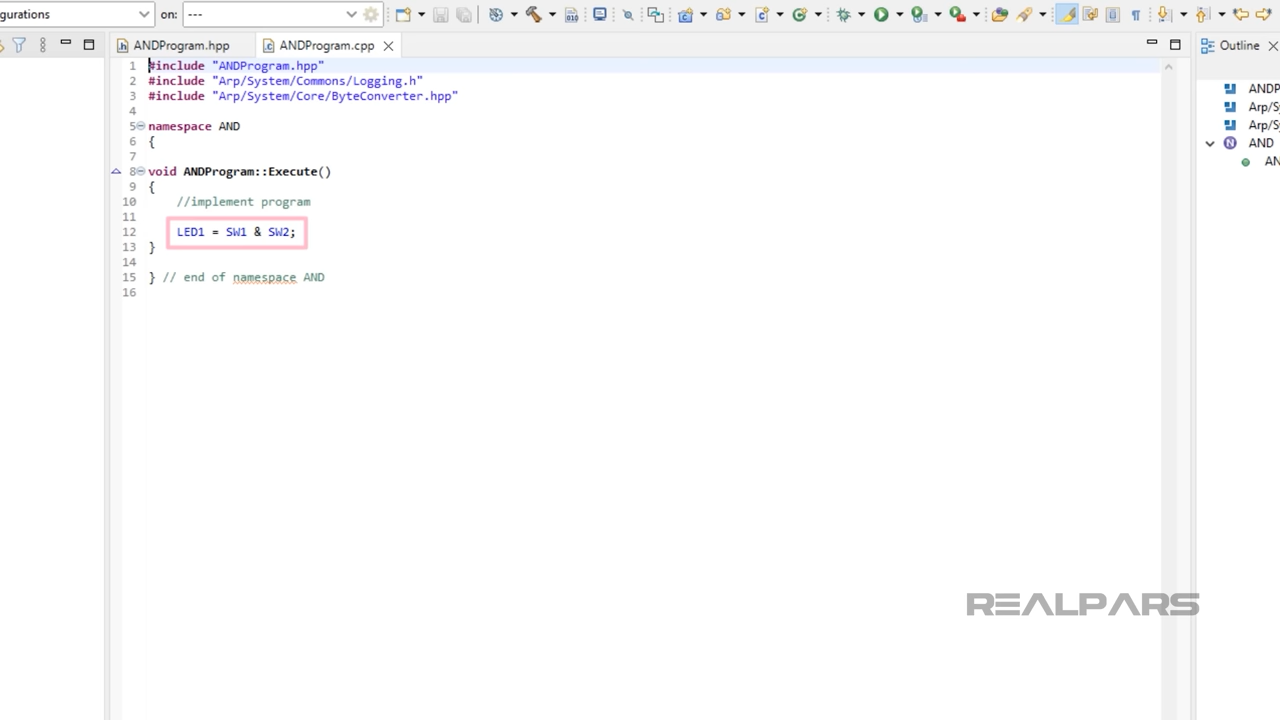 gurations on: ---
ANDProgram.hpp ANDProgram.cpp Outline
1 #include "ANDProgram.hpp"
2 #include "Arp/System/Commons/Logging.h"
3 #include "Arp/System/Core/ByteConverter.hpp"
4
5 namespace AND
6 {
7
8 void ANDProgram::Execute()
9 {
10 //implement program
11
12 LED1 = SW1 & SW2;
13 }
14
15 } // end of namespace AND
16
ANDP
Arp/Sy
Arp/Sy
AND
AN
REALPARS